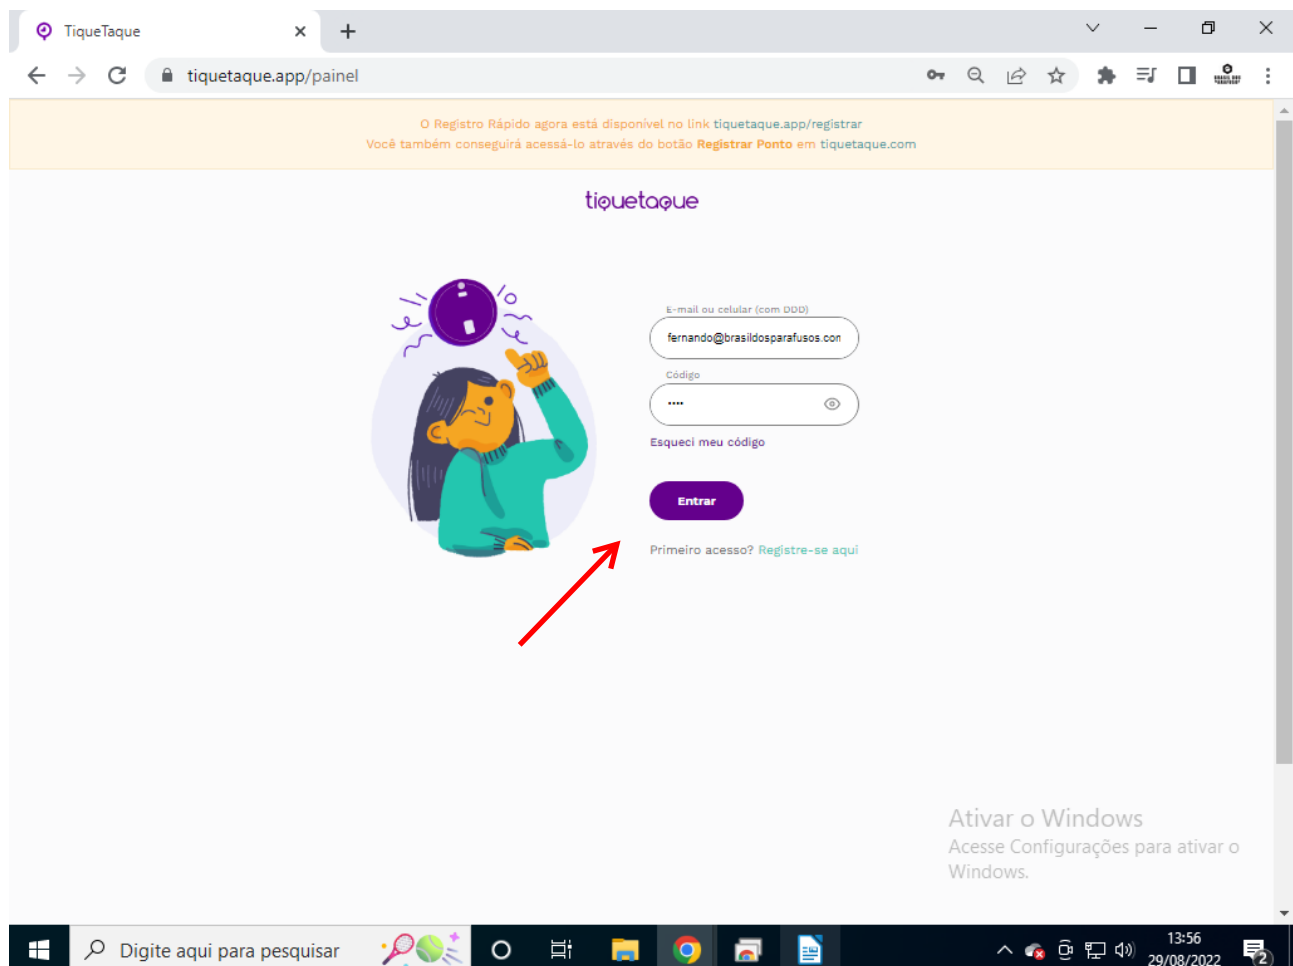 TiqueTaque
tiquetaque.app/painel
O Registro Rápido agora está disponível no link tiquetaque.app/registrar
Você também conseguirá acessá-lo através do botão Registrar Ponto em tiquetaque.com
tiquetaque
E-mail ou celular (com DDD)
fernando@brasildosparafusos.con
Código
••••
Esqueci meu código
Entrar
Primeiro acesso? Registre-se aqui
Ativar o Windows
Acesse Configurações para ativar o
Windows.
Digite aqui para pesquisar
13:56
29/08/2022
2